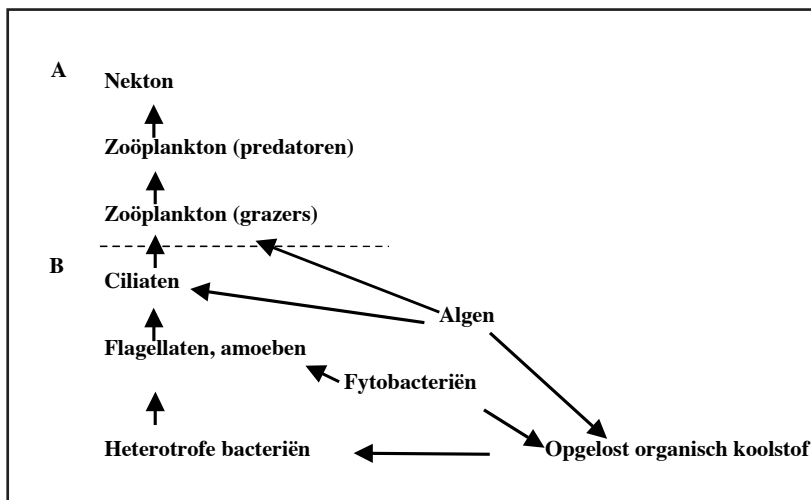 A
Nekton
Zoöplankton (predatoren)
Zoöplankton (grazers)
B
Ciliaten
Algen
Flagellaten, amoeben
Fytobacteriën
Heterotrofe bacteriën
Opgelost organisch koolstof